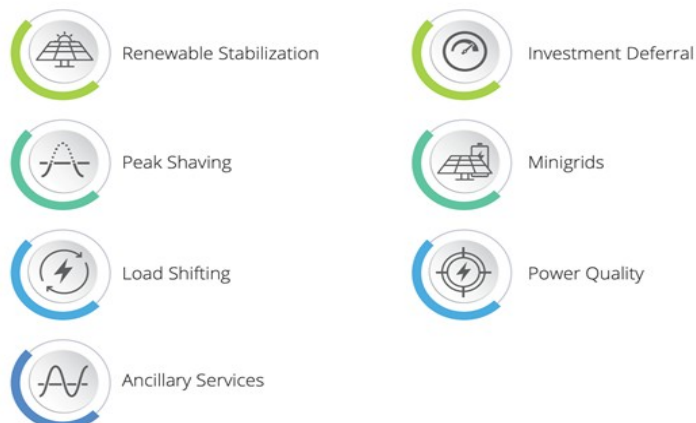 Renewable Stabilization
Peak Shaving
Load Shifting
Ancillary Services
Investment Deferral
Minigrids
Power Quality